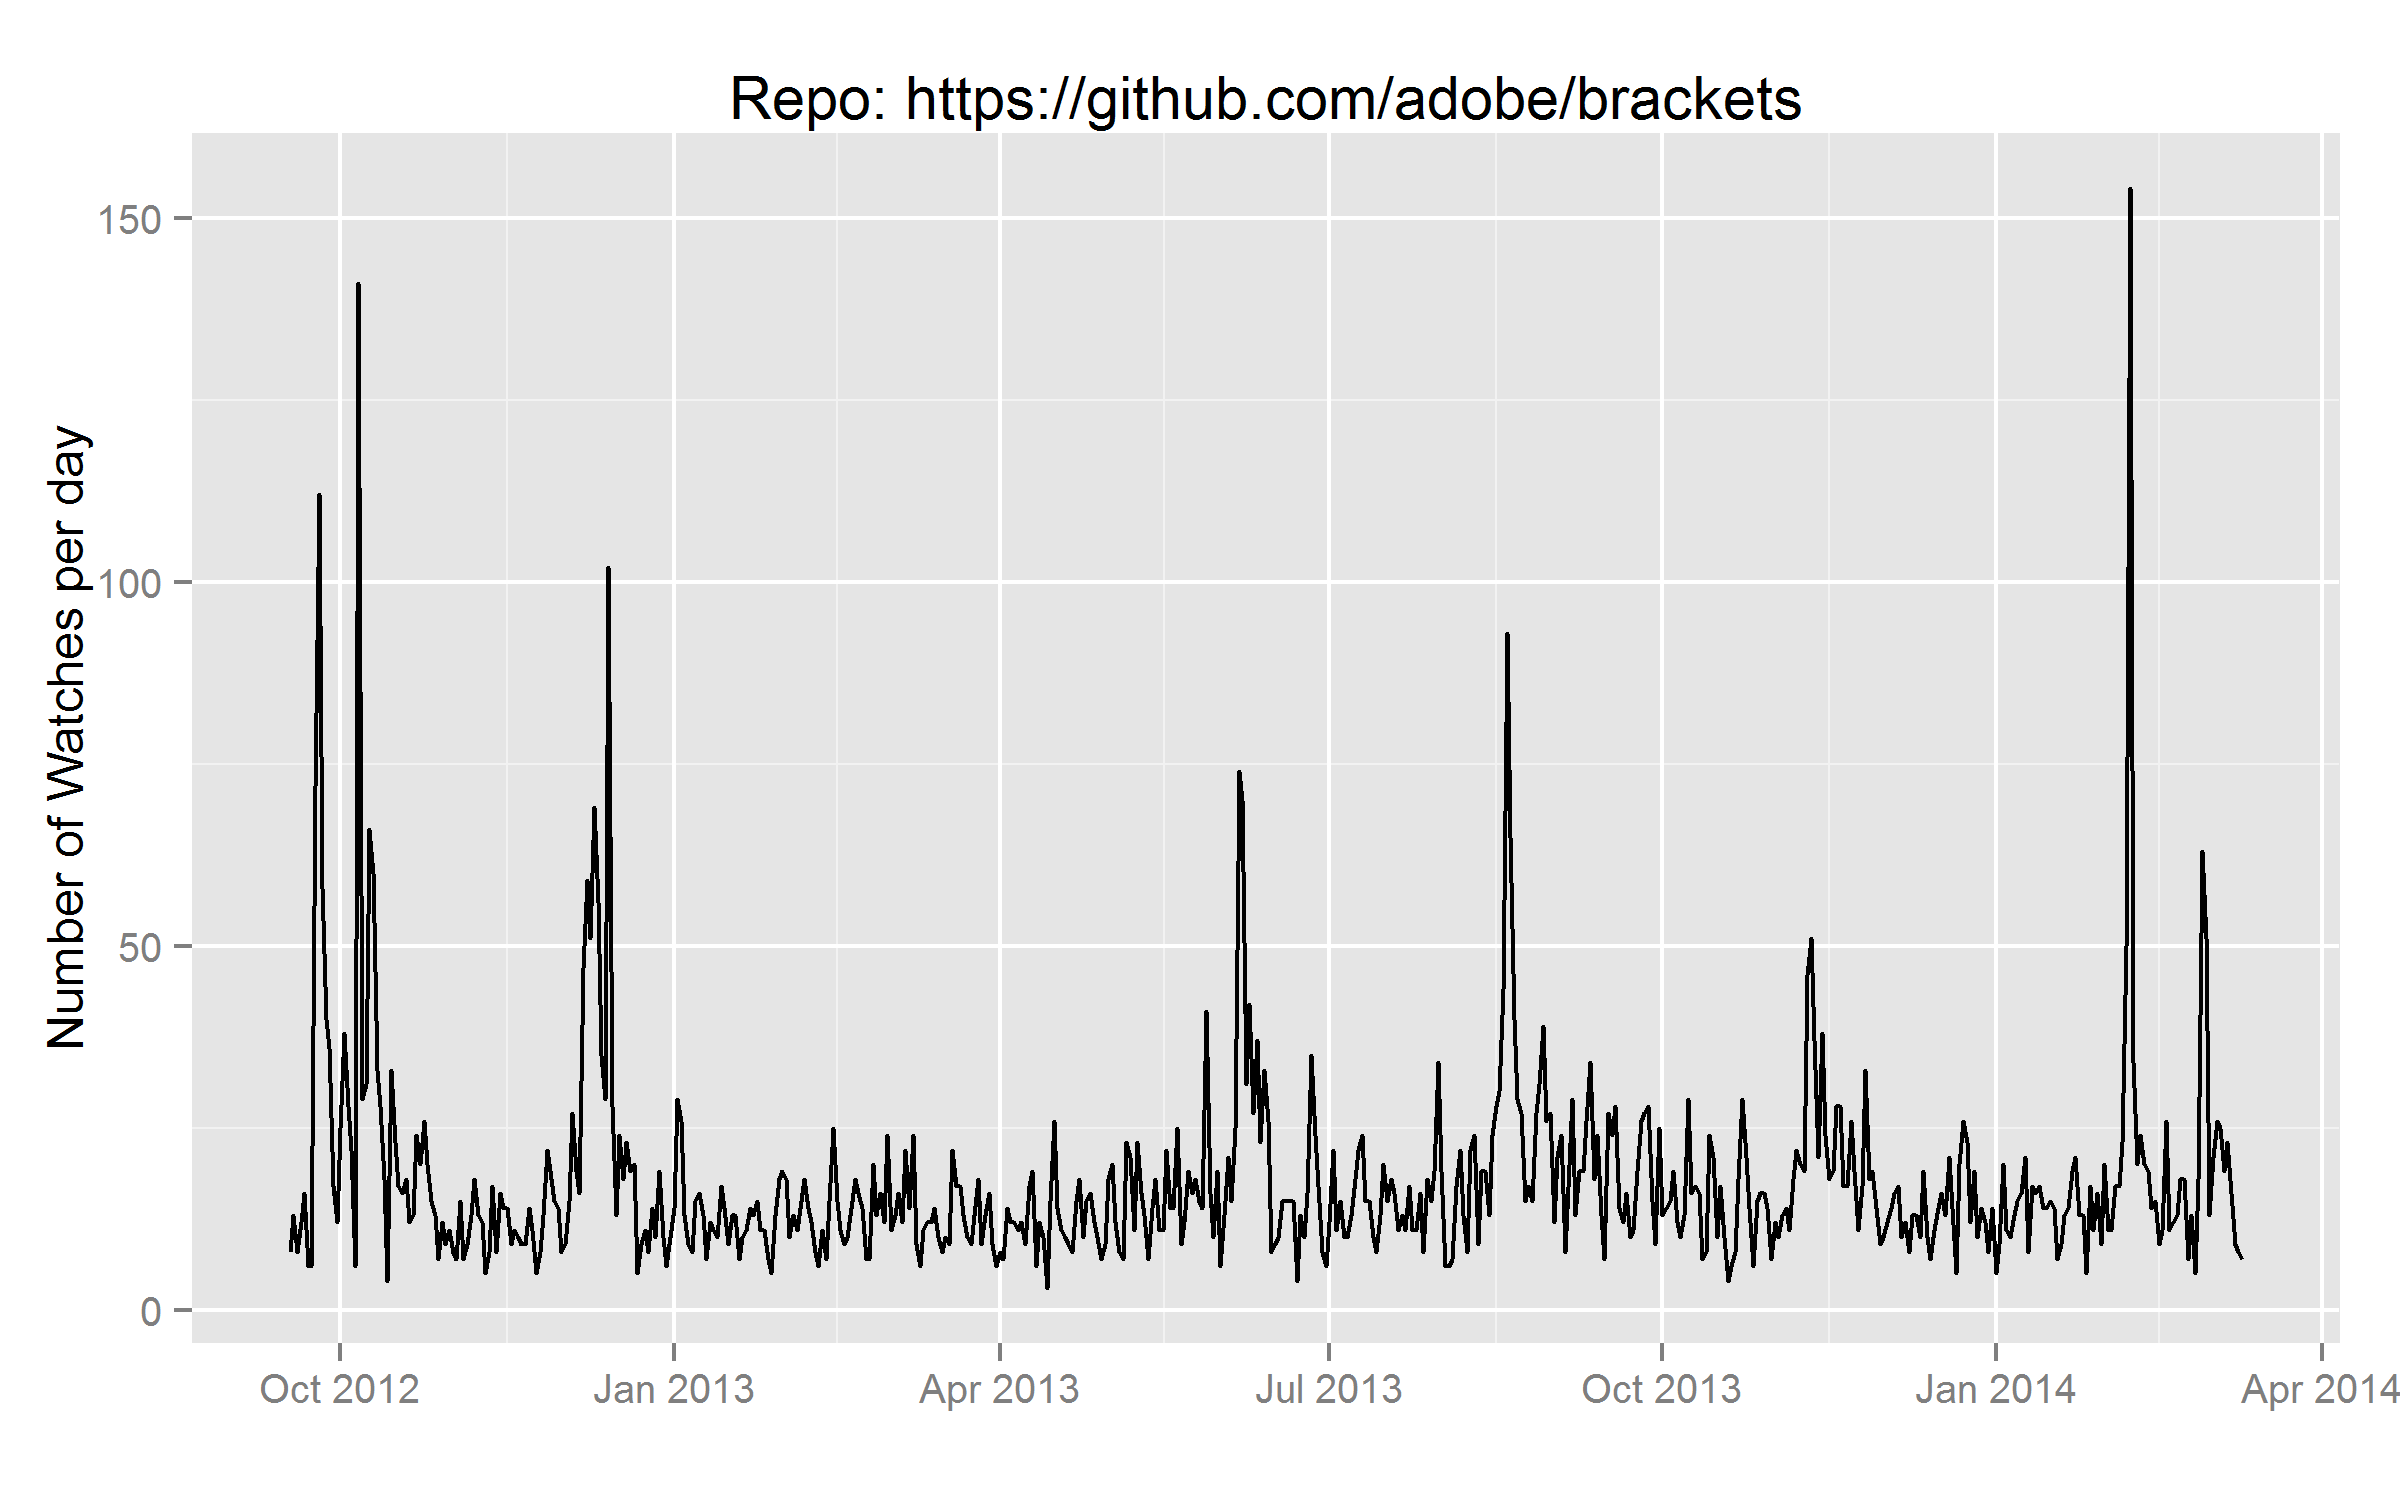 Repo: https://github.com/adobe/brackets
Number of Watches per day
150
100
50
0
Oct 2012
Jan 2013
Apr 2013
Jul 2013
Oct 2013
Jan 2014
Apr 2014